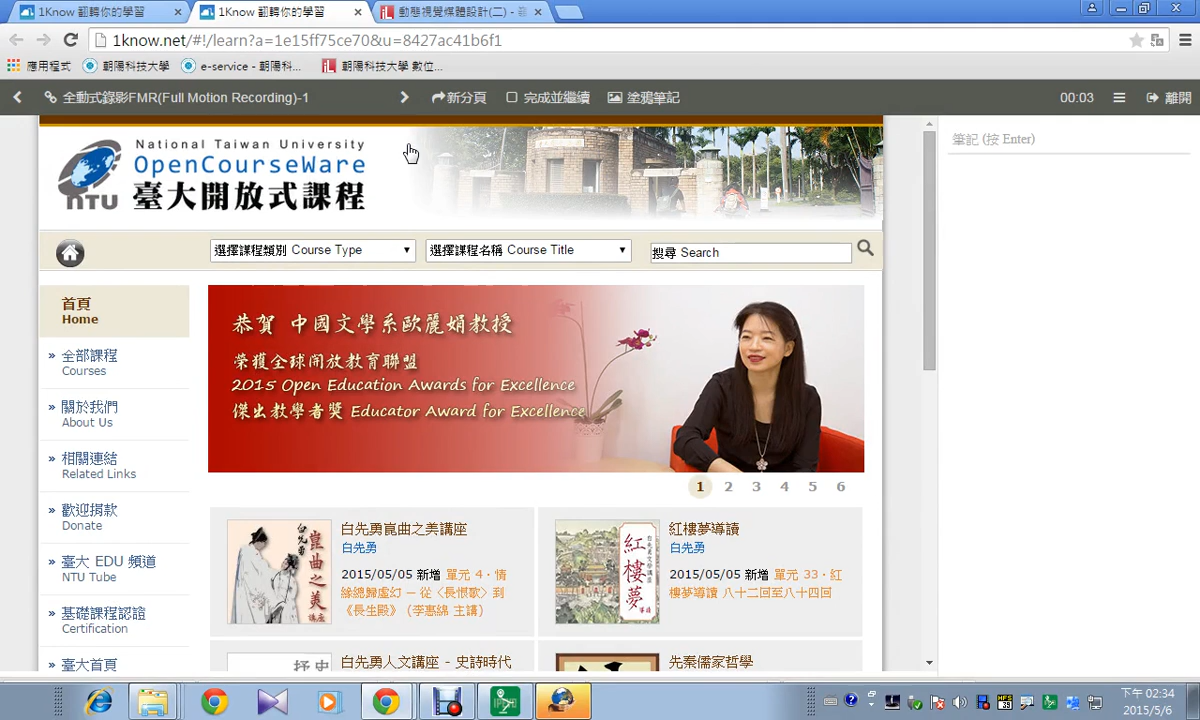 1Know 翻轉你的學習
1Know 翻轉你的學習
動態視覺媒體設計(二) -
1know.net/#!/learn?a=1e15ff75ce70&u=8427ac41b6f1
應用程式
朝陽科技大學
e-service - 朝陽科...
朝陽科技大學 數位...
全動式錄影FMR(Full Motion Recording)-1
新分頁
完成並繼續
塗鴉筆記
00:03
離開
筆記 (按 Enter)
National Taiwan University
OpenCourseWare
臺大開放式課程
NTU
選擇課程類別 Course Type
選擇課程名稱 Course Title
搜尋 Search
首頁
Home
» 全部課程
Courses
» 關於我們
About Us
» 相關連結
Related Links
» 歡迎捐款
Donate
» 臺大 EDU 頻道
NTU Tube
» 基礎課程認證
Certification
» 臺大首頁
恭賀 中國文學系歐麗娟教授
榮獲全球開放教育聯盟
2015 Open Education Awards for Excellence
傑出教學者獎 Educator Award for Excellence
1 2 3 4 5 6
崑曲之美
講座
白先勇崑曲之美講座
白先勇
2015/05/05 新增 單元 4‧情
緣總歸虛幻 — 從〈長恨歌〉到
《長生殿》 (李惠綿 主講)
紅樓夢
紅樓夢導讀
白先勇
2015/05/05 新增 單元 33‧紅
樓夢導讀 八十二回至八十四回
白先勇人文講座 - 史詩時代
先秦儒家哲學
下午 02:34
2015/5/6